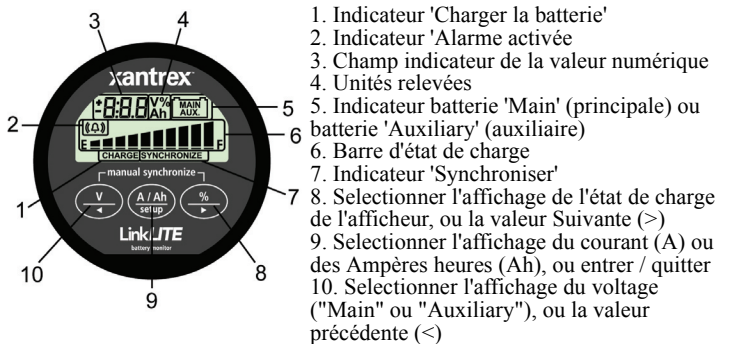 3
4
xantrex
+8.8.8 V% Ah MAIN AUX.
5
2
6
E F
CHARGE SYNCHRONIZE
manual synchronize
7
V A / Ah %
◄ setup ►
1
LinkLITE
battery monitor
10
8
9
1. Indicateur 'Charger la batterie'
2. Indicateur 'Alarme activée
3. Champ indicateur de la valeur numérique
4. Unités relevées
5. Indicateur batterie 'Main' (principale) ou
batterie 'Auxiliary' (auxiliaire)
6. Barre d'état de charge
7. Indicateur 'Synchroniser'
8. Selectionner l'affichage de l'état de charge
de l'afficheur, ou la valeur Suivante (>)
9. Selectionner l'affichage du courant (A) ou
des Ampères heures (Ah), ou entrer / quitter
10. Selectionner l'affichage du voltage
("Main" ou "Auxiliary"), ou la valeur
précédente (<)